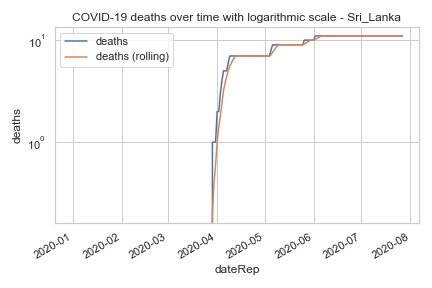 COVID-19 deaths over time with logarithmic scale - Sri_Lanka
deaths
deaths (rolling)
10¹
10⁰
deaths
2020-01
2020-02
2020-03
2020-04
2020-05
2020-06
2020-07
2020-08
dateRep